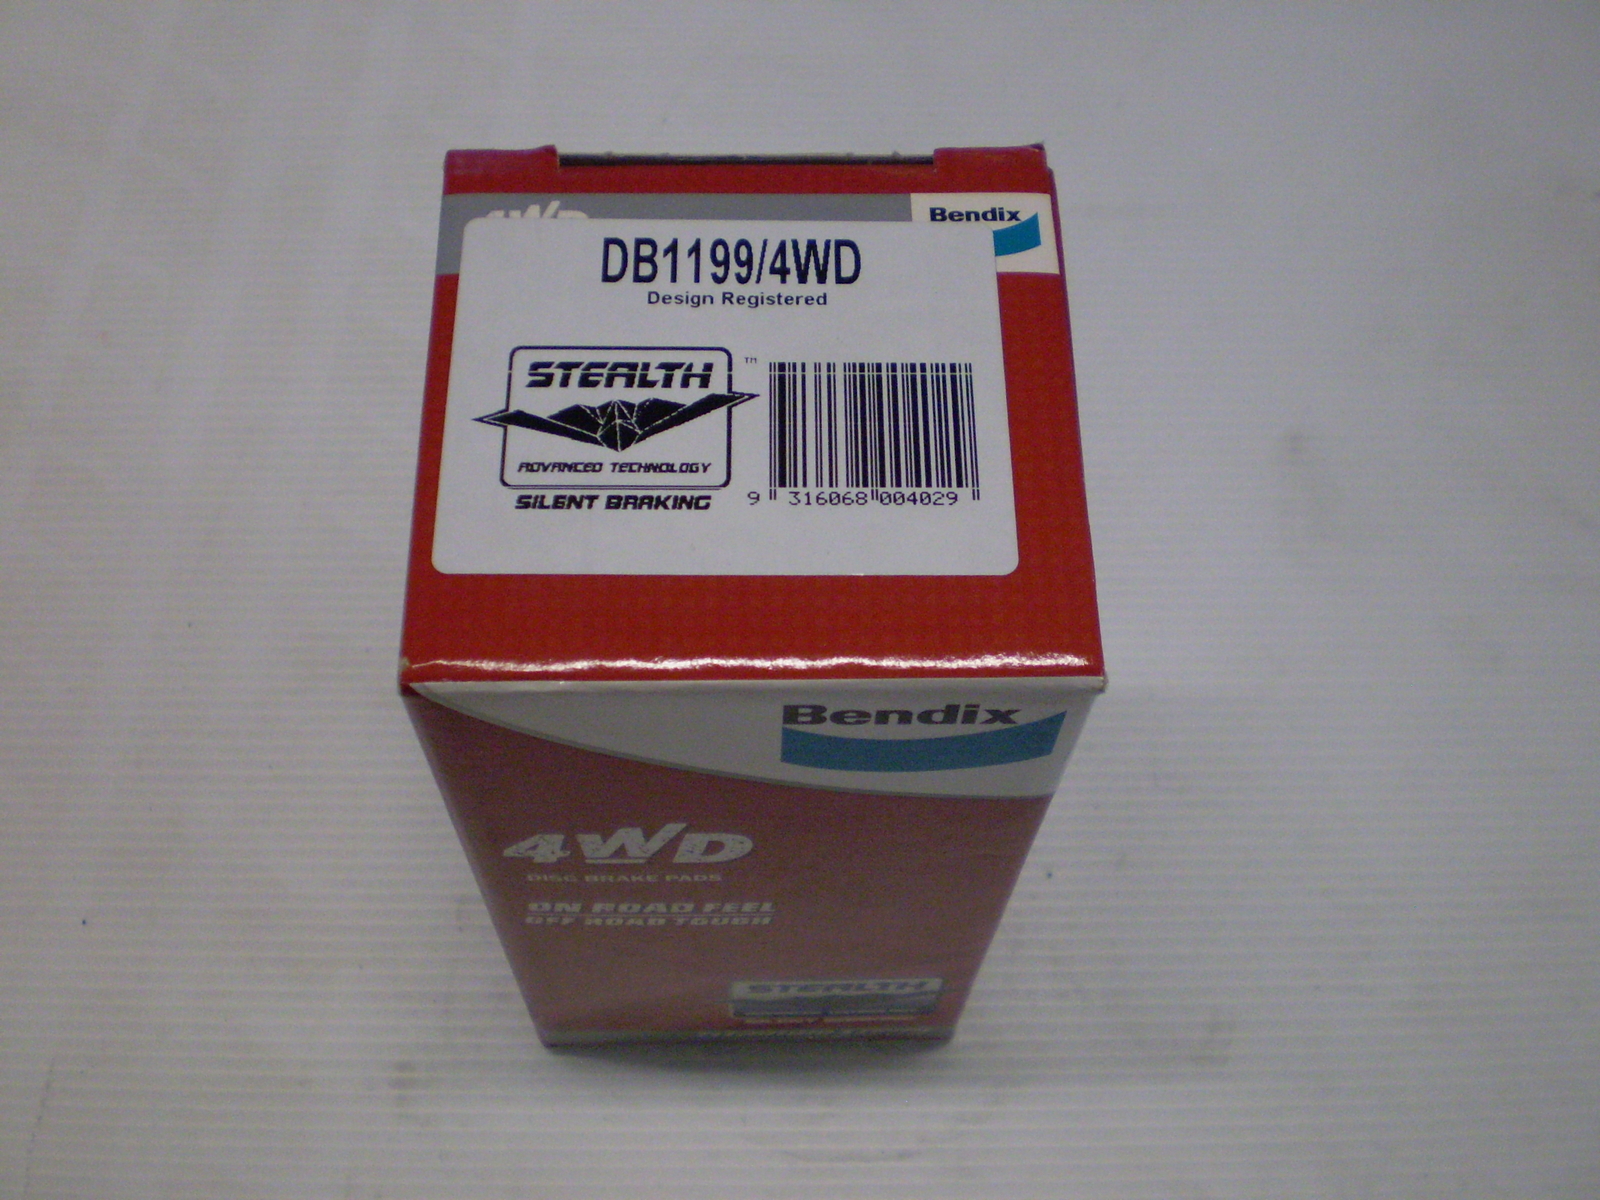 4WD
Bendix
DB1199/4WD
Design Registered
STEALTH
™
ADVANCED TECHNOLOGY
SILENT BRAKING
9 316068 004029
Bendix
4WD
DISC BRAKE PADS
ON ROAD FEEL
OFF ROAD TOUGH
STEALTH